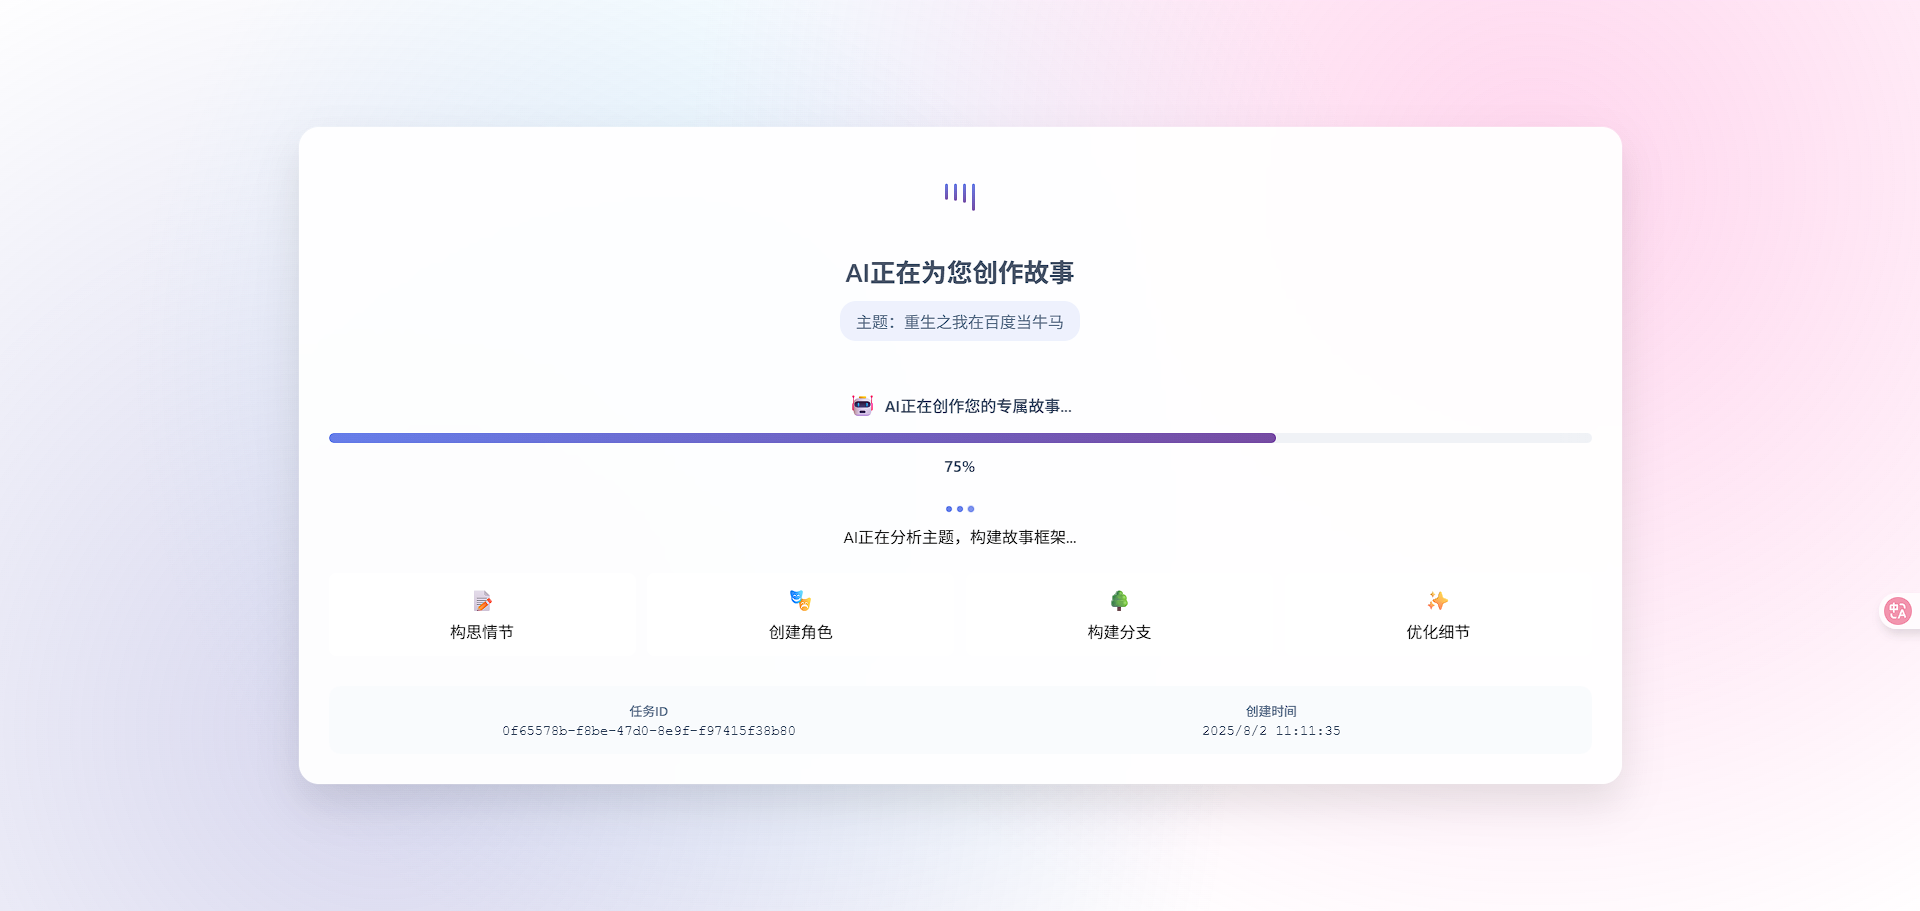 AI正在为您创作故事
主题：重生之我在百度当牛马
AI正在创作您的专属故事...
75%
AI正在分析主题，构建故事框架...
构思情节
创建角色
构建分支
优化细节
任务ID
0f65578b-f8be-47d0-8e9f-f97415f38b80
创建时间
2025/8/2 11:11:35
中A